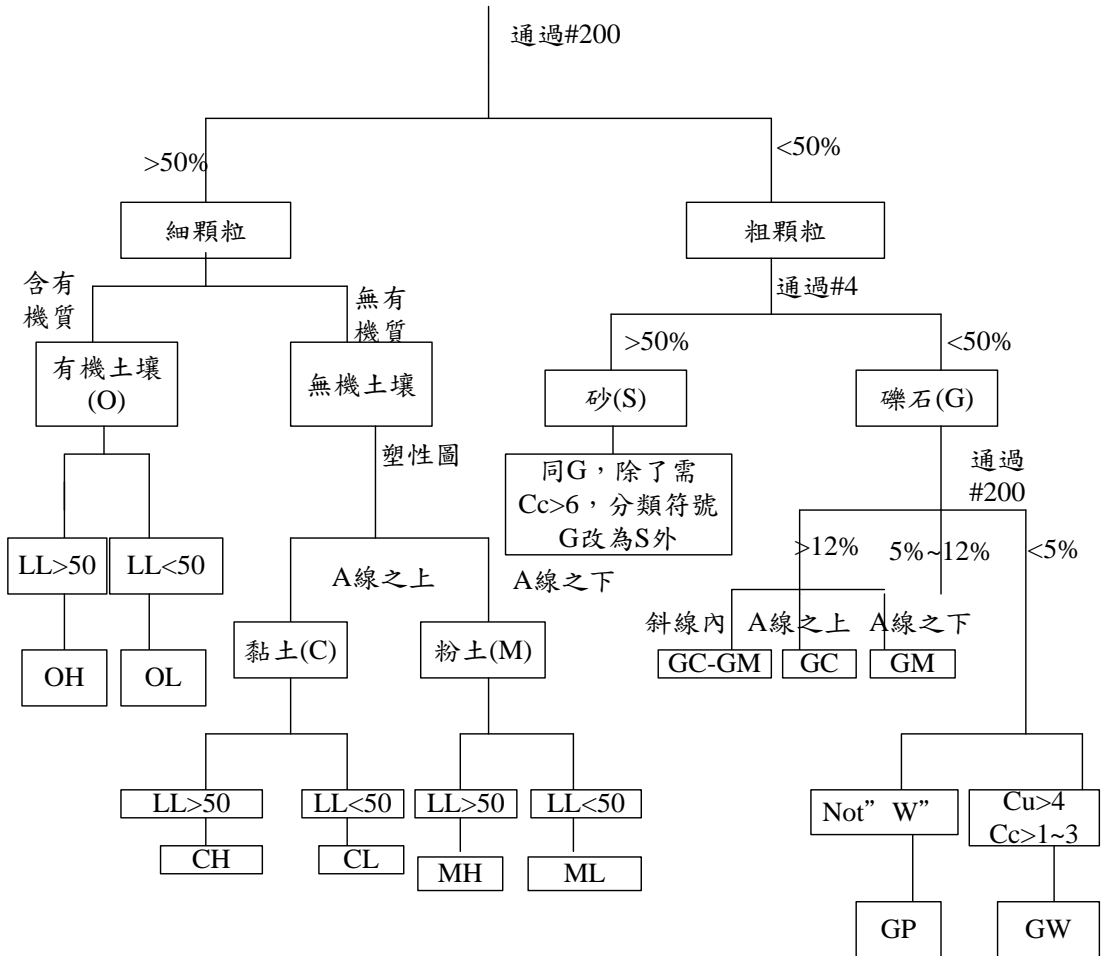 通過#200
>50%
<50%
細顆粒
粗顆粒
含有
機質
無有
機質
通過#4
>50%
<50%
有機土壤
(O)
無機土壤
砂(S)
礫石(G)
塑性圖
同G，除了需
Cc>6，分類符號
G改為S外
通過
#200
LL>50
LL<50
>12%
5%~12%
<5%
A線之上
A線之下
斜線內
A線之上
A線之下
OH
OL
黏土(C)
粉土(M)
GC-GM
GC
GM
LL>50
LL<50
LL>50
LL<50
Not” W”
Cu>4
Cc>1~3
CH
CL
MH
ML
GP
GW